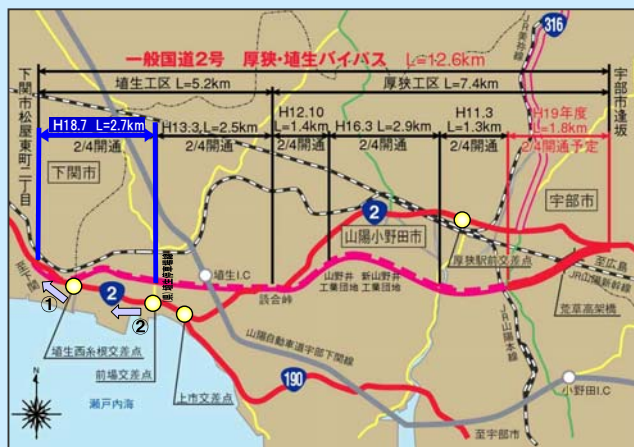 316
JR美祢線
一般国道2号 厚狭・埴生バイパス L=12.6km
埴生工区 L=5.2km
厚狭工区 L=7.4km
下関市松屋東町二丁目
宇部市逢坂
H18.7 L=2.7km
2/4開通
H13.3 L=2.5km
2/4開通
H12.10
L=1.4km
2/4開通
H16.3 L=2.9km
2/4開通
H11.3
L=1.3km
2/4開通
H19年度
L=1.8km
2/4開通予定
下関市
2
山陽小野田市
宇部市
厚狭駅前交差点
至広島
JR山陽新幹線
荒草高架橋
至下関
埴生I.C
談合峠
山野井
工業団地
新山野井
工業団地
JR山陽本線
①
2
②
埴生西糸根交差点
前場交差点
上市交差点
山陽自動車道宇部下関線
190
小野田I.C
至宇部市
瀬戸内海
N